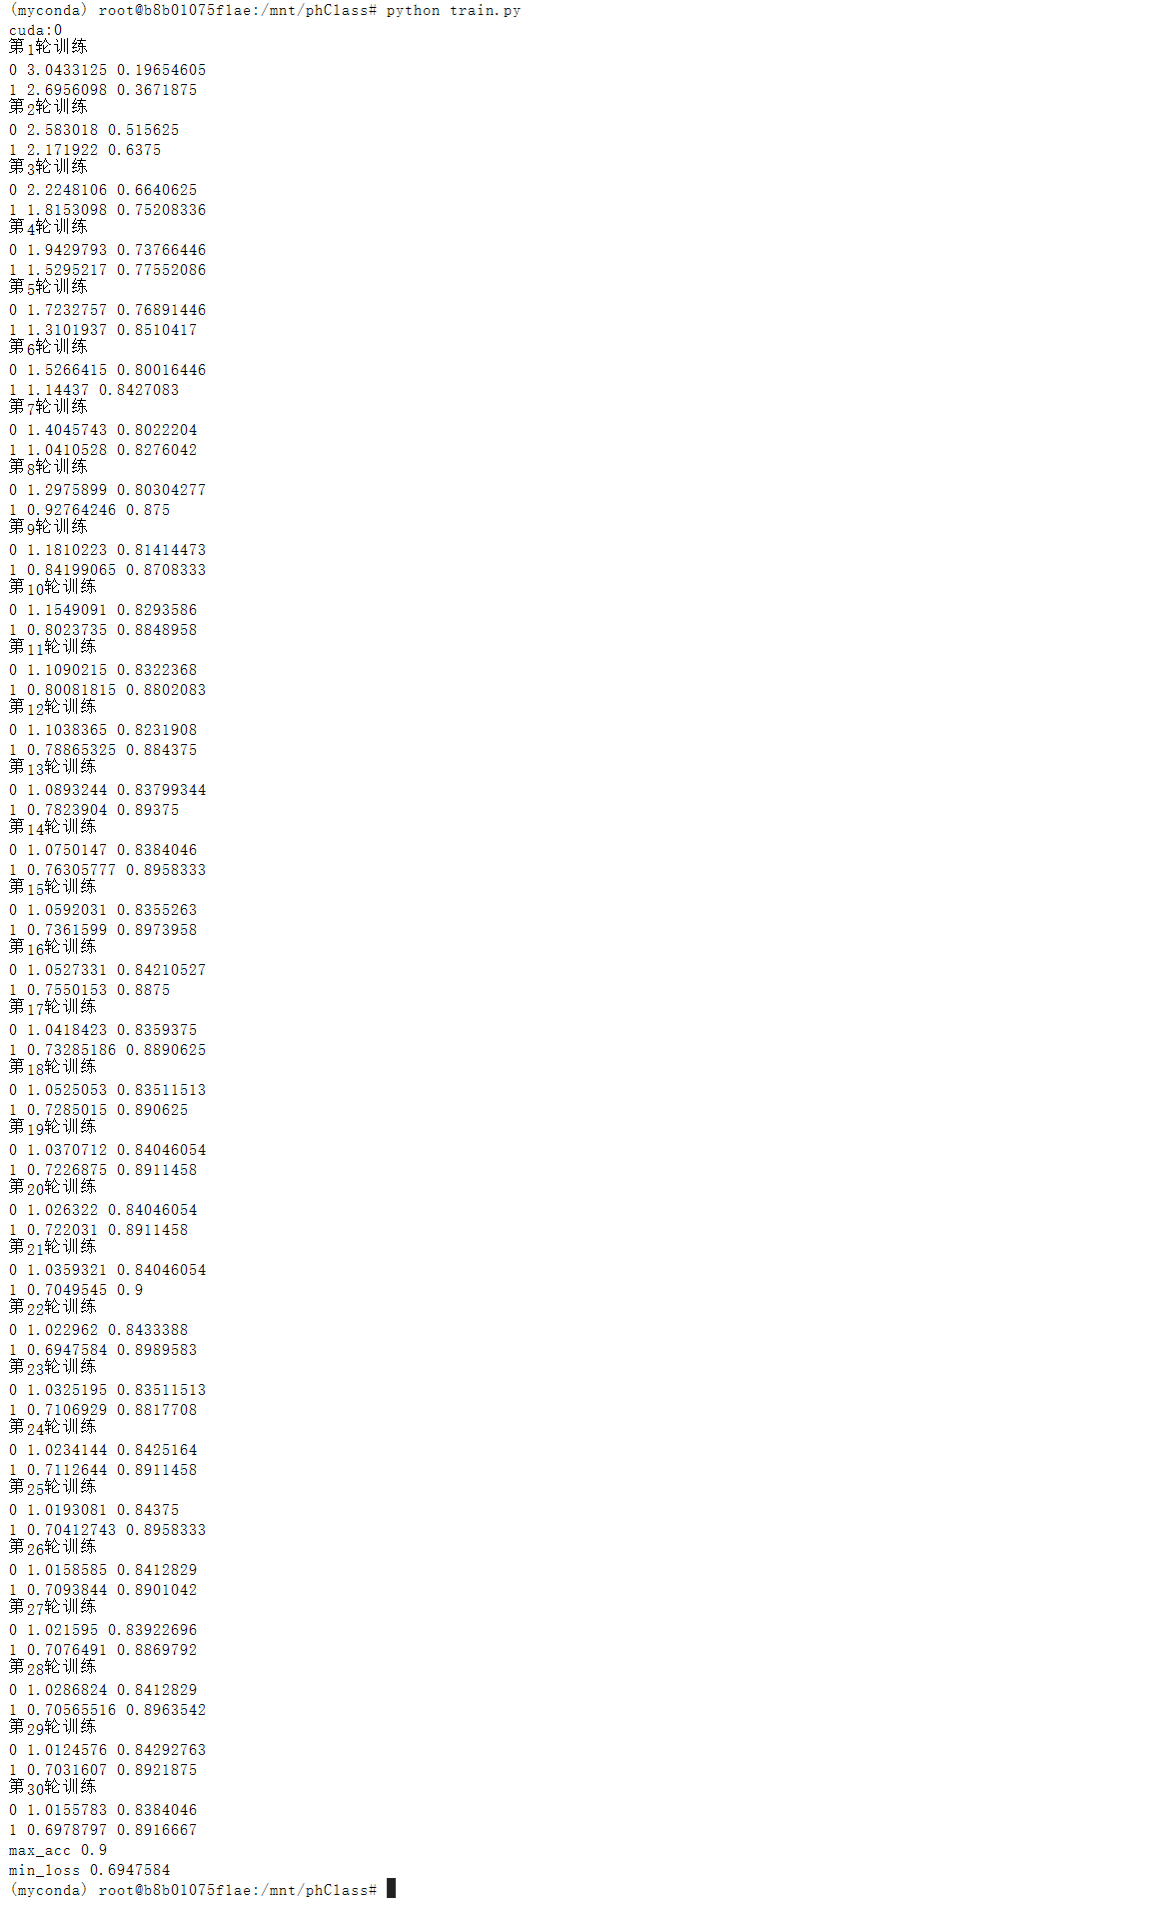 (myconda) root@b8b01075f1ae:/mnt/phClass# python train.py
cuda:0
第1轮训练
0 3.0433125 0.19654605
1 2.6956098 0.3671875
第2轮训练
0 2.583018 0.515625
1 2.171922 0.6375
第3轮训练
0 2.2248106 0.6640625
1 1.8153098 0.75208336
第4轮训练
0 1.9429793 0.73766446
1 1.5295217 0.77552086
第5轮训练
0 1.7232757 0.76891446
1 1.3101937 0.8510417
第6轮训练
0 1.5266415 0.80016446
1 1.14437 0.8427083
第7轮训练
0 1.4045743 0.8022204
1 1.0410528 0.8276042
第8轮训练
0 1.2975899 0.80304277
1 0.92764246 0.875
第9轮训练
0 1.1810223 0.81414473
1 0.84199065 0.8708333
第10轮训练
0 1.1549091 0.8293586
1 0.8023735 0.8848958
第11轮训练
0 1.1090215 0.8322368
1 0.80081815 0.8802083
第12轮训练
0 1.1038365 0.8231908
1 0.78865325 0.884375
第13轮训练
0 1.0893244 0.83799344
1 0.7823904 0.89375
第14轮训练
0 1.0750147 0.8384046
1 0.76305777 0.8958333
第15轮训练
0 1.0592031 0.8355263
1 0.7361599 0.8973958
第16轮训练
0 1.0527331 0.84210527
1 0.7550153 0.8875
第17轮训练
0 1.0418423 0.8359375
1 0.73285186 0.8890625
第18轮训练
0 1.0525053 0.83511513
1 0.7285015 0.890625
第19轮训练
0 1.0370712 0.84046054
1 0.7226875 0.8911458
第20轮训练
0 1.026322 0.84046054
1 0.722031 0.8911458
第21轮训练
0 1.0359321 0.84046054
1 0.7049545 0.9
第22轮训练
0 1.022962 0.8433388
1 0.6947584 0.8989583
第23轮训练
0 1.0325195 0.83511513
1 0.7106929 0.8817708
第24轮训练
0 1.0234144 0.8425164
1 0.7112644 0.8911458
第25轮训练
0 1.0193081 0.84375
1 0.70412743 0.8958333
第26轮训练
0 1.0158585 0.8412829
1 0.7093844 0.8901042
第27轮训练
0 1.021595 0.83922696
1 0.7076491 0.8869792
第28轮训练
0 1.0286824 0.8412829
1 0.70565516 0.8963542
第29轮训练
0 1.0124576 0.84292763
1 0.7031607 0.8921875
第30轮训练
0 1.0155783 0.8384046
1 0.6978797 0.8916667
max_acc 0.9
min_loss 0.6947584
(myconda) root@b8b01075f1ae:/mnt/phClass#